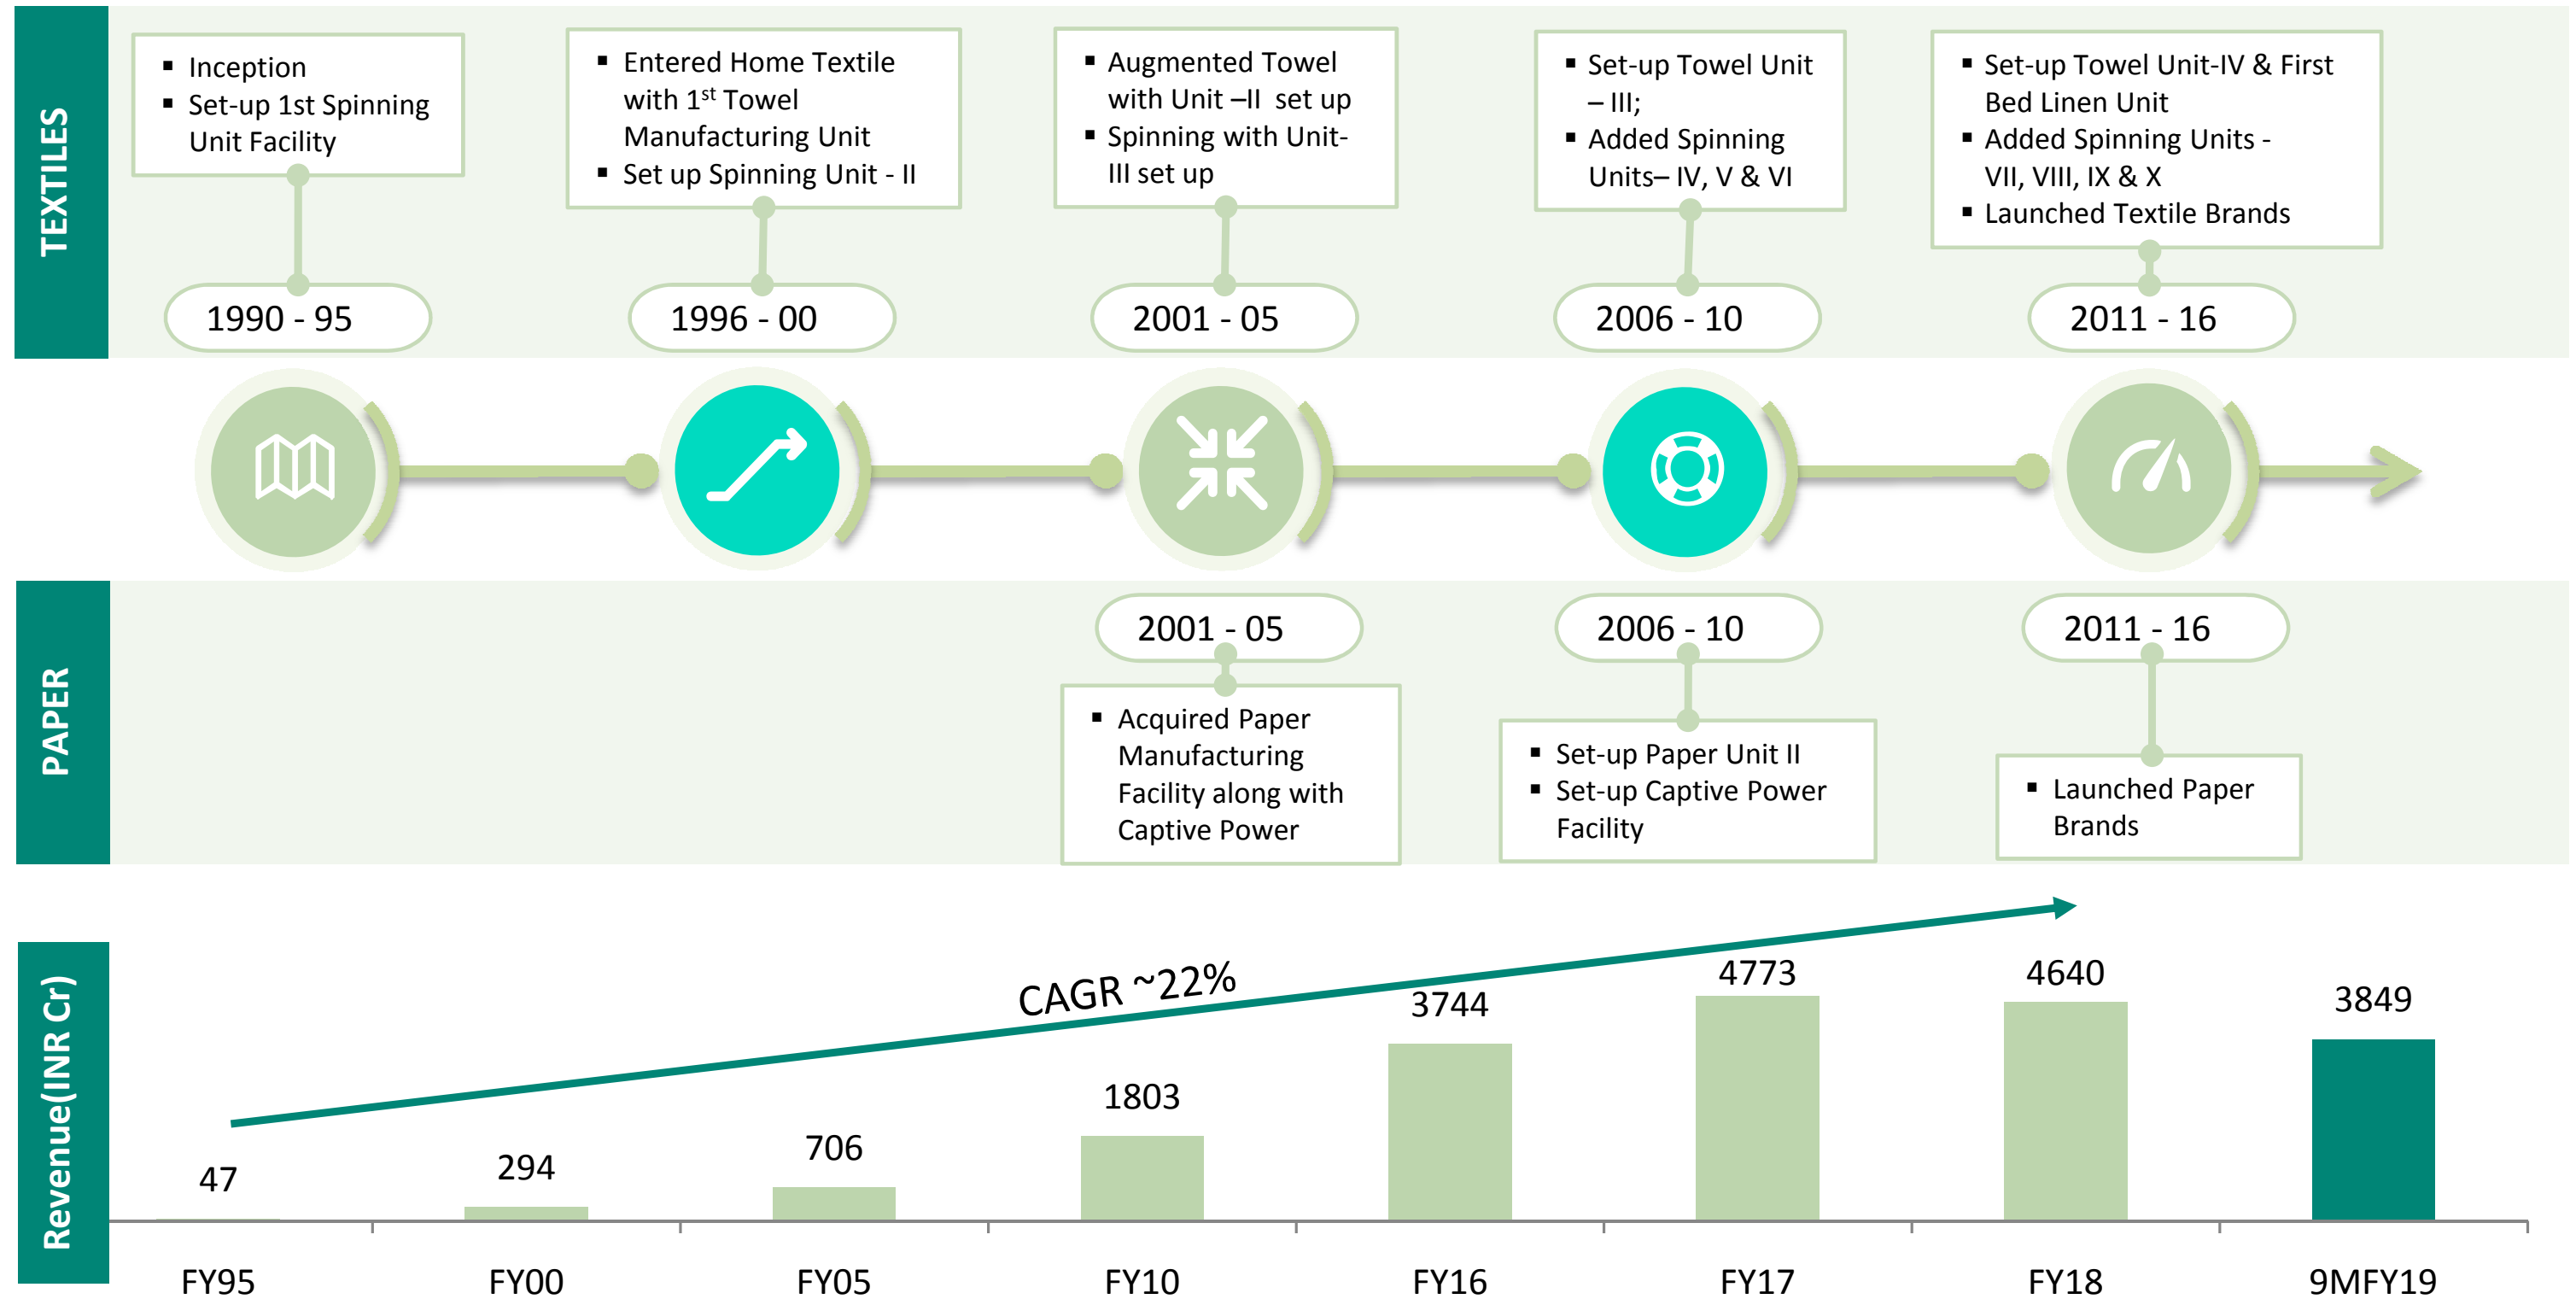 TEXTILES
▪ Inception
▪ Set-up 1st Spinning
Unit Facility
▪ Entered Home Textile
with 1st Towel
Manufacturing Unit
▪ Set up Spinning Unit - II
▪ Augmented Towel
with Unit –II set up
▪ Spinning with Unit-
III set up
▪ Set-up Towel Unit
– III;
▪ Added Spinning
Units– IV, V & VI
▪ Set-up Towel Unit-IV & First
Bed Linen Unit
▪ Added Spinning Units -
VII, VIII, IX & X
▪ Launched Textile Brands
1990 - 95
1996 - 00
2001 - 05
2006 - 10
2011 - 16
PAPER
2001 - 05
2006 - 10
2011 - 16
▪ Acquired Paper
Manufacturing
Facility along with
Captive Power
▪ Set-up Paper Unit II
▪ Set-up Captive Power
Facility
▪ Launched Paper
Brands
Revenue(INR Cr)
CAGR ~22%
47
294
706
1803
3744
4773
4640
3849
FY95
FY00
FY05
FY10
FY16
FY17
FY18
9MFY19